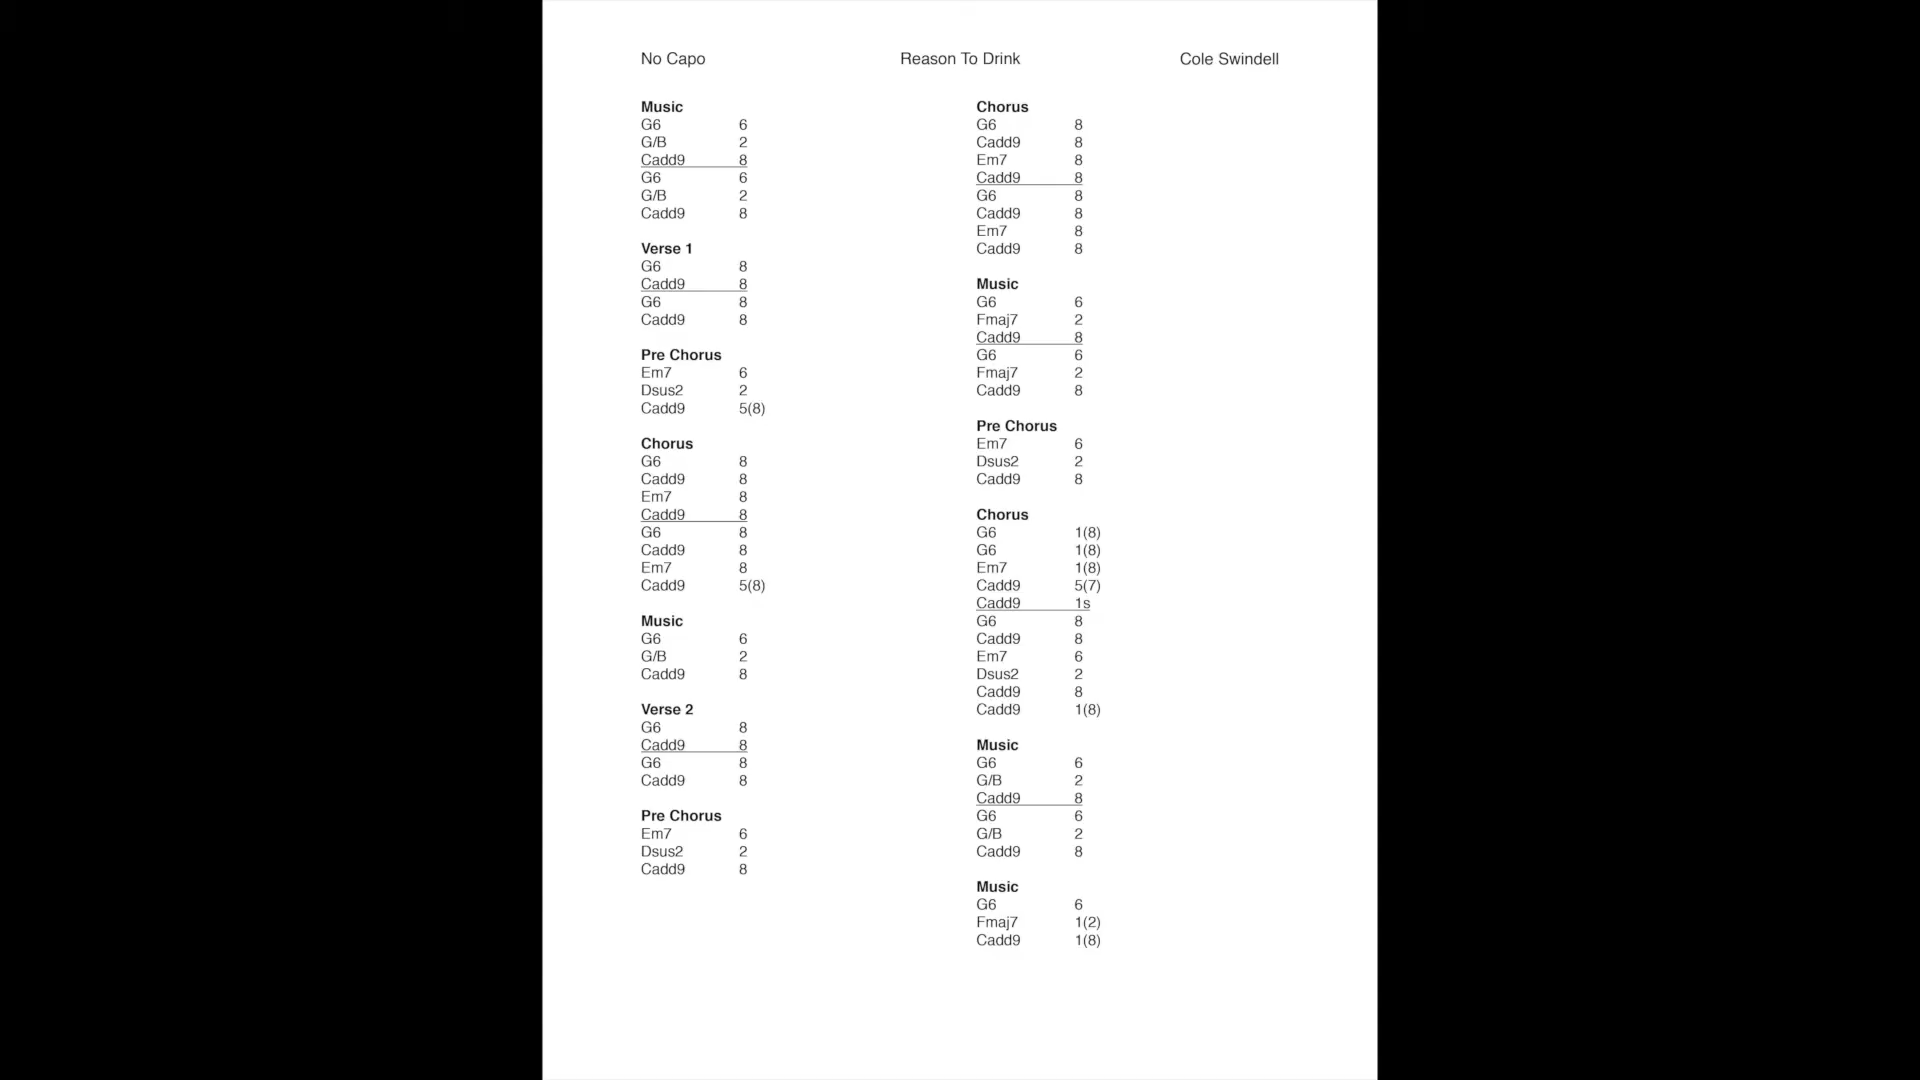 No Capo Reason To Drink Cole Swindell
Music
G6 6
G/B 2
Cadd9 8
G6 6
G/B 2
Cadd9 8
Verse 1
G6 8
Cadd9 8
G6 8
Cadd9 8
Pre Chorus
Em7 6
Dsus2 2
Cadd9 5(8)
Chorus
G6 8
Cadd9 8
Em7 8
Cadd9 8
G6 8
Cadd9 8
Em7 8
Cadd9 5(8)
Music
G6 6
G/B 2
Cadd9 8
Verse 2
G6 8
Cadd9 8
G6 8
Cadd9 8
Pre Chorus
Em7 6
Dsus2 2
Cadd9 8
Chorus
G6 8
Cadd9 8
Em7 8
Cadd9 8
G6 8
Cadd9 8
Em7 8
Cadd9 8
Music
G6 6
Fmaj7 2
Cadd9 8
G6 6
Fmaj7 2
Cadd9 8
Pre Chorus
Em7 6
Dsus2 2
Cadd9 8
Chorus
G6 1(8)
G6 1(8)
Em7 1(8)
Cadd9 5(7)
Cadd9 1s
G6 8
Cadd9 8
Em7 6
Dsus2 2
Cadd9 8
Cadd9 1(8)
Music
G6 6
G/B 2
Cadd9 8
G6 6
G/B 2
Cadd9 8
Music
G6 6
Fmaj7 1(2)
Cadd9 1(8)